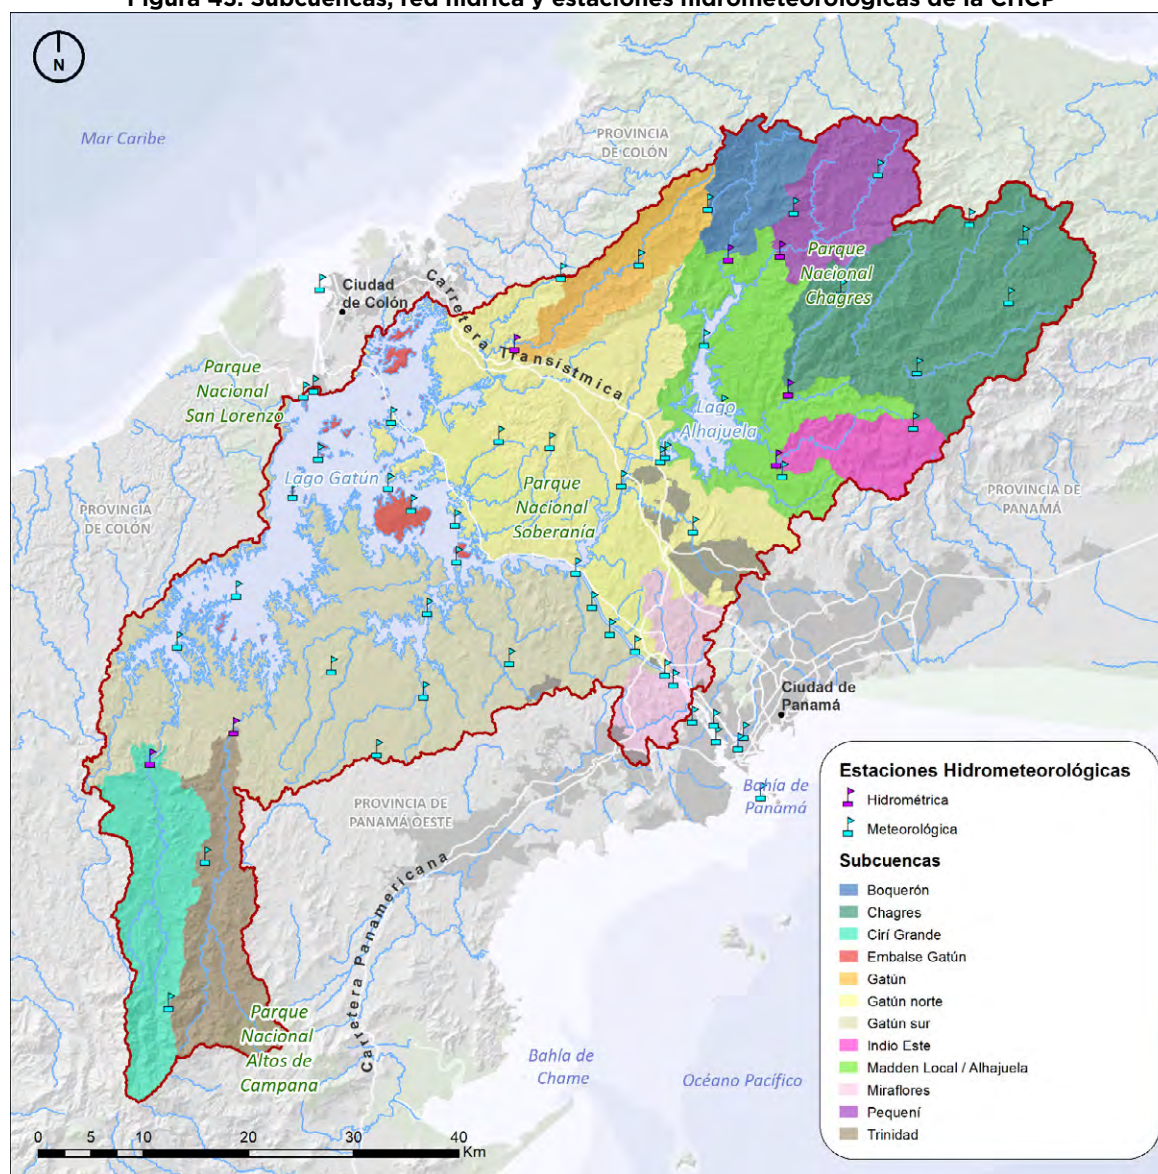 Figura 43. Subcuencas, red hídrica y estaciones hidrometeorológicas de la CHCP
N
Mar Caribe
PROVINCIA
DE COLÓN
Parque
Nacional
Chagres
Ciudad
de Colón
Carretera Transístmica
Parque
Nacional
San Lorenzo
Lago
Alhajuela
Lago Gatún
Parque
Nacional
Soberanía
PROVINCIA
DE COLÓN
PROVINCIA DE
PANAMÁ
Ciudad de
Panamá
PROVINCIA DE
PANAMÁ OESTE
Bahía de
Panamá
Carretera Panamericana
Parque
Nacional
Altos de
Campana
Bahía de
Chame
Océano Pacífico
Estaciones Hidrometeorológicas
Hidrométrica
Meteorológica
Subcuencas
Boquerón
Chagres
Cirí Grande
Embalse Gatún
Gatún
Gatún norte
Gatún sur
Indio Este
Madden Local / Alhajuela
Miraflores
Pequení
Trinidad
0 5 10 20 30 40
Km